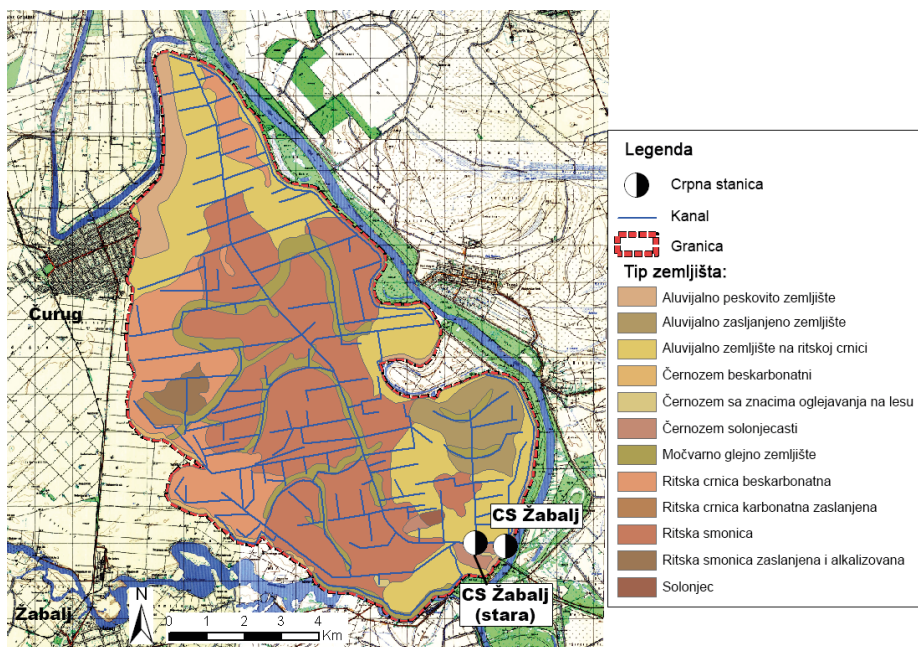 Čurug
Žabalj
CS Žabalj
CS Žabalj
(stara)
N
0 1 2 3 4
Km
Legenda
Crpna stanica
Kanal
Granica
Tip zemljišta:
Aluvijalno peskovito zemljište
Aluvijalno zasljanjeno zemljište
Aluvijalno zemljište na ritskoj crnici
Černozem beskarbonatni
Černozem sa znacima oglejavanja na lesu
Černozem solonjecasti
Močvarno glejno zemljište
Ritska crnica beskarbonatna
Ritska crnica karbonatna zaslanjena
Ritska smonica
Ritska smonica zaslanjena i alkalizovana
Solonjec